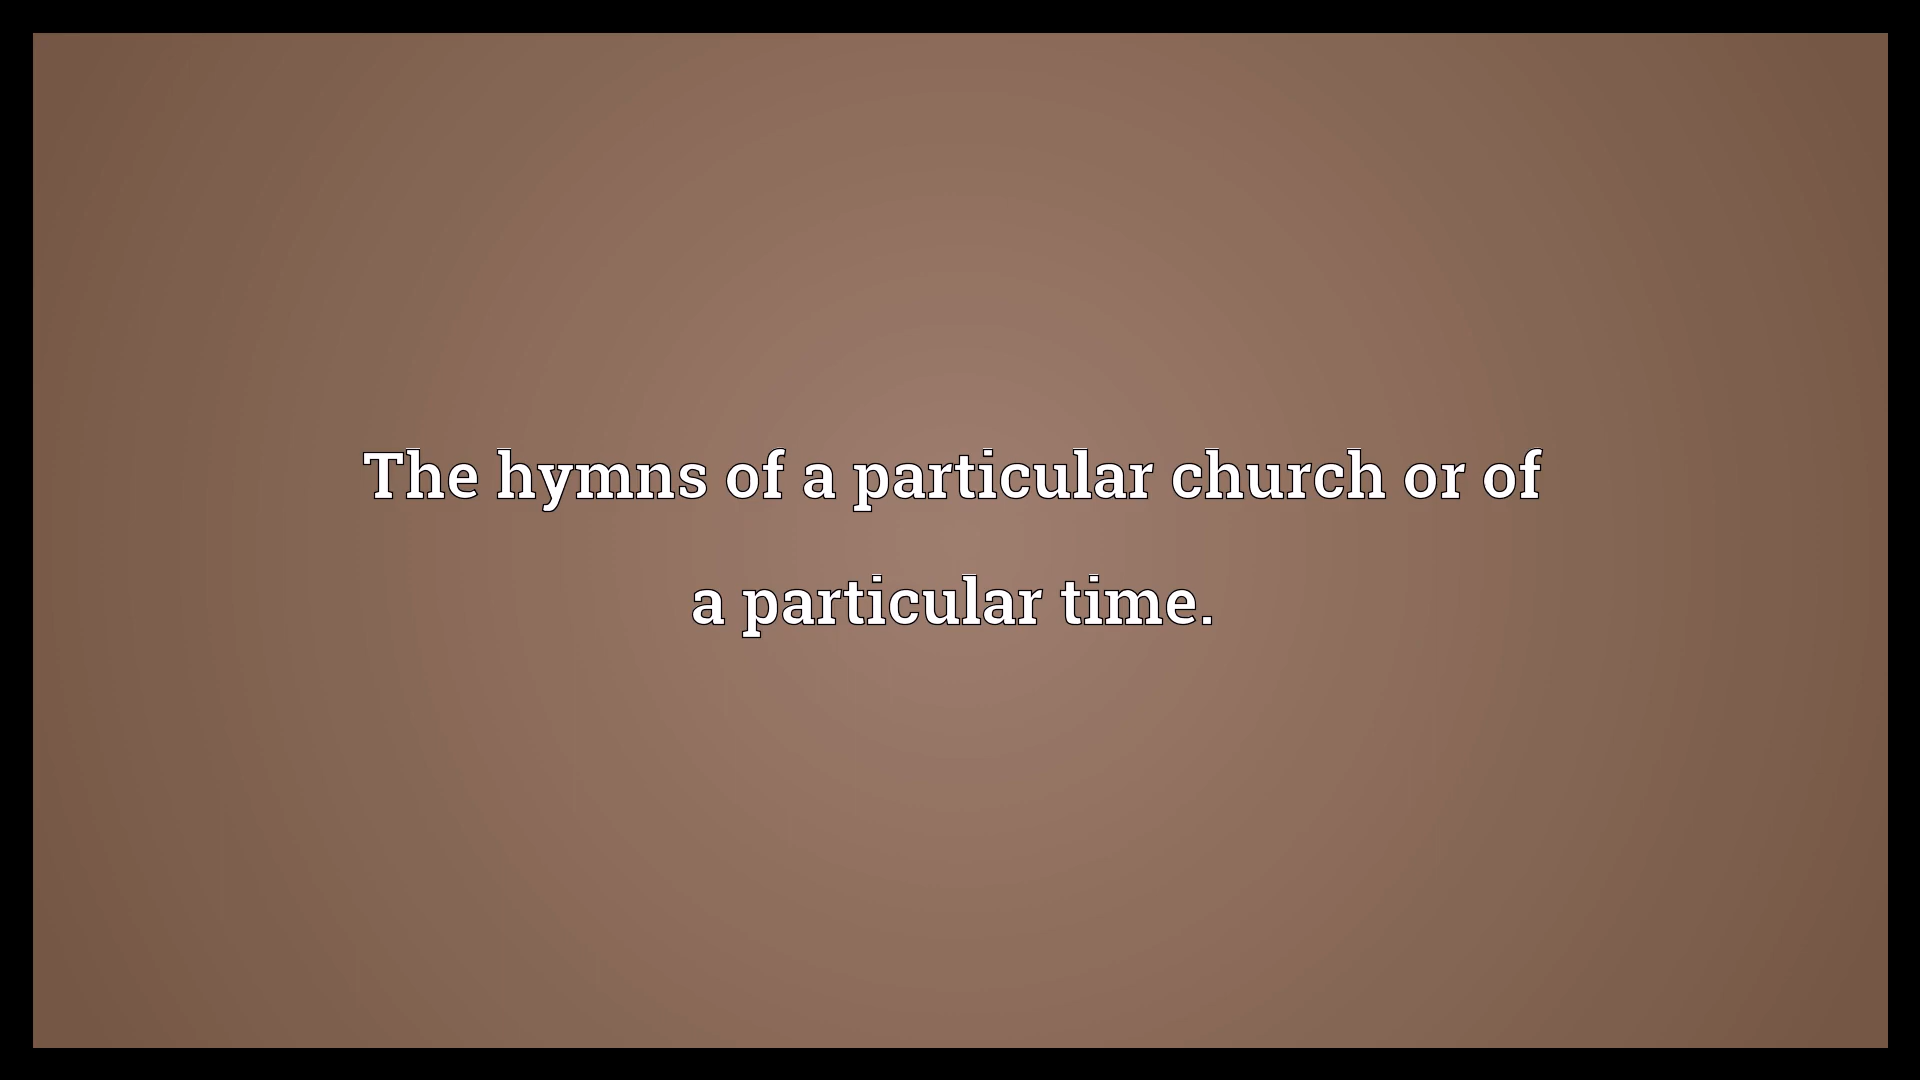 The hymns of a particular church or of
a particular time.